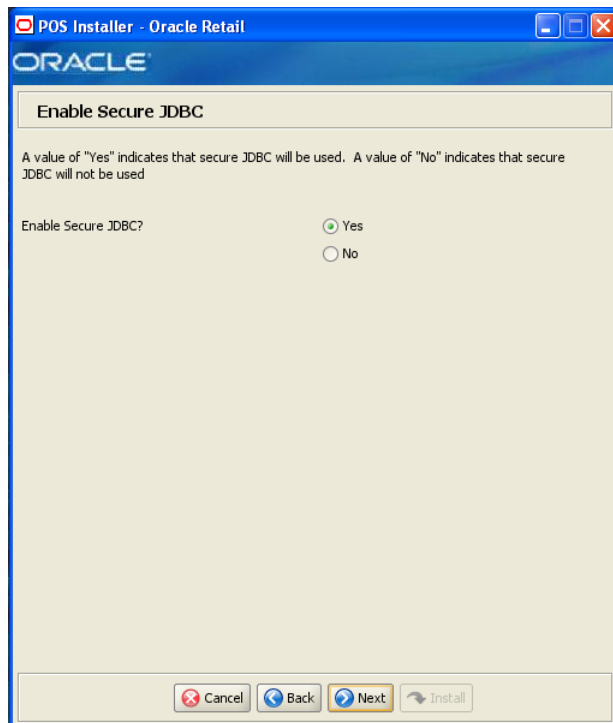 POS Installer - Oracle Retail
ORACLE
Enable Secure JDBC
A value of "Yes" indicates that secure JDBC will be used. A value of "No" indicates that secure
JDBC will not be used
Enable Secure JDBC?
Yes
No
Cancel
Back
Next
Install